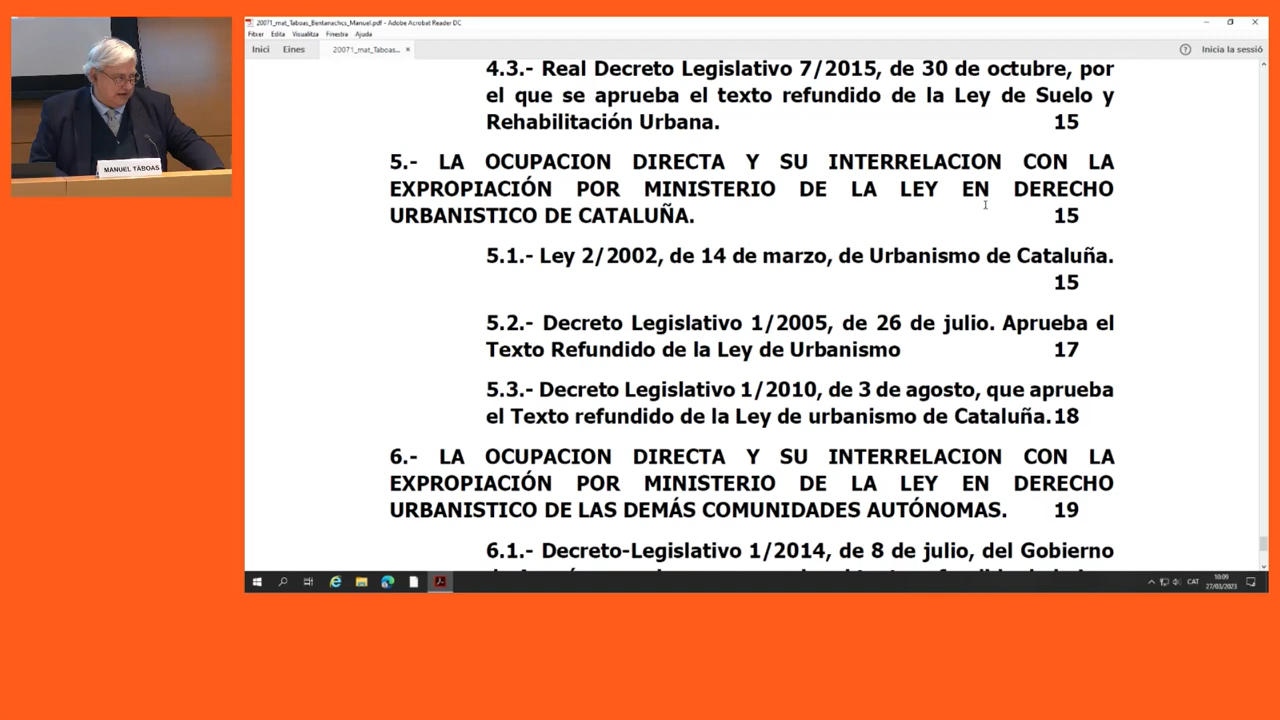 20071_mat_Taboas_Bentanachcs_Manuel.pdf - Adobe Acrobat Reader DC
Fitxer Edita Visualitza Finestra Ajuda
Inici Eines 20071_mat_Taboas... × Inicia la sessió
MANUEL TÁBOAS
4.3.- Real Decreto Legislativo 7/2015, de 30 de octubre, por
el que se aprueba el texto refundido de la Ley de Suelo y
Rehabilitación Urbana. 15
5.- LA OCUPACION DIRECTA Y SU INTERRELACION CON LA
EXPROPIACIÓN POR MINISTERIO DE LA LEY EN DERECHO
URBANISTICO DE CATALUÑA. 15
5.1.- Ley 2/2002, de 14 de marzo, de Urbanismo de Cataluña.
15
5.2.- Decreto Legislativo 1/2005, de 26 de julio. Aprueba el
Texto Refundido de la Ley de Urbanismo 17
5.3.- Decreto Legislativo 1/2010, de 3 de agosto, que aprueba
el Texto refundido de la Ley de urbanismo de Cataluña. 18
6.- LA OCUPACION DIRECTA Y SU INTERRELACION CON LA
EXPROPIACIÓN POR MINISTERIO DE LA LEY EN DERECHO
URBANISTICO DE LAS DEMÁS COMUNIDADES AUTÓNOMAS. 19
6.1.- Decreto-Legislativo 1/2014, de 8 de julio, del Gobierno
CAT
10:09
27/03/2023